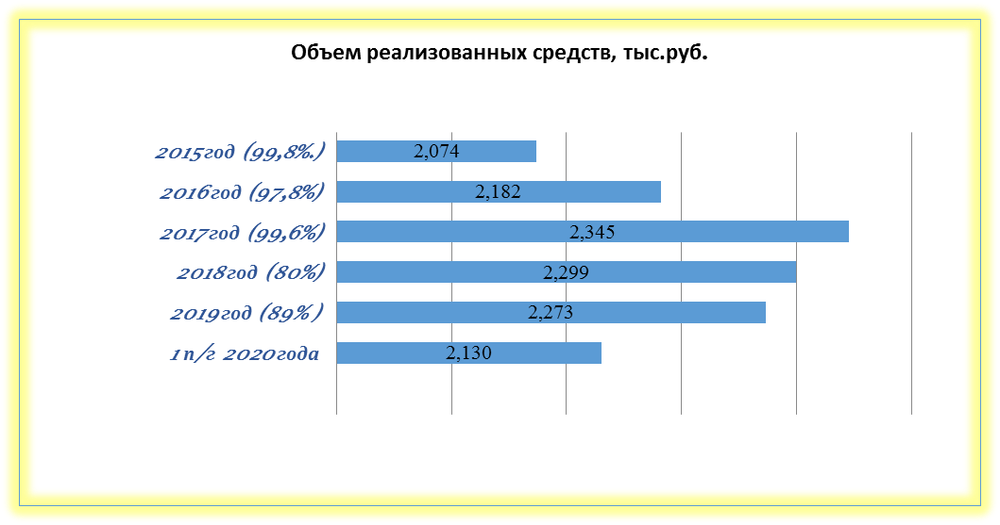 Объем реализованных средств, тыс.руб.
2015год (99,8%.) 2,074
2016год (97,8%) 2,182
2017год (99,6%) 2,345
2018год (80%) 2,299
2019год (89% ) 2,273
1п/г 2020года 2,130